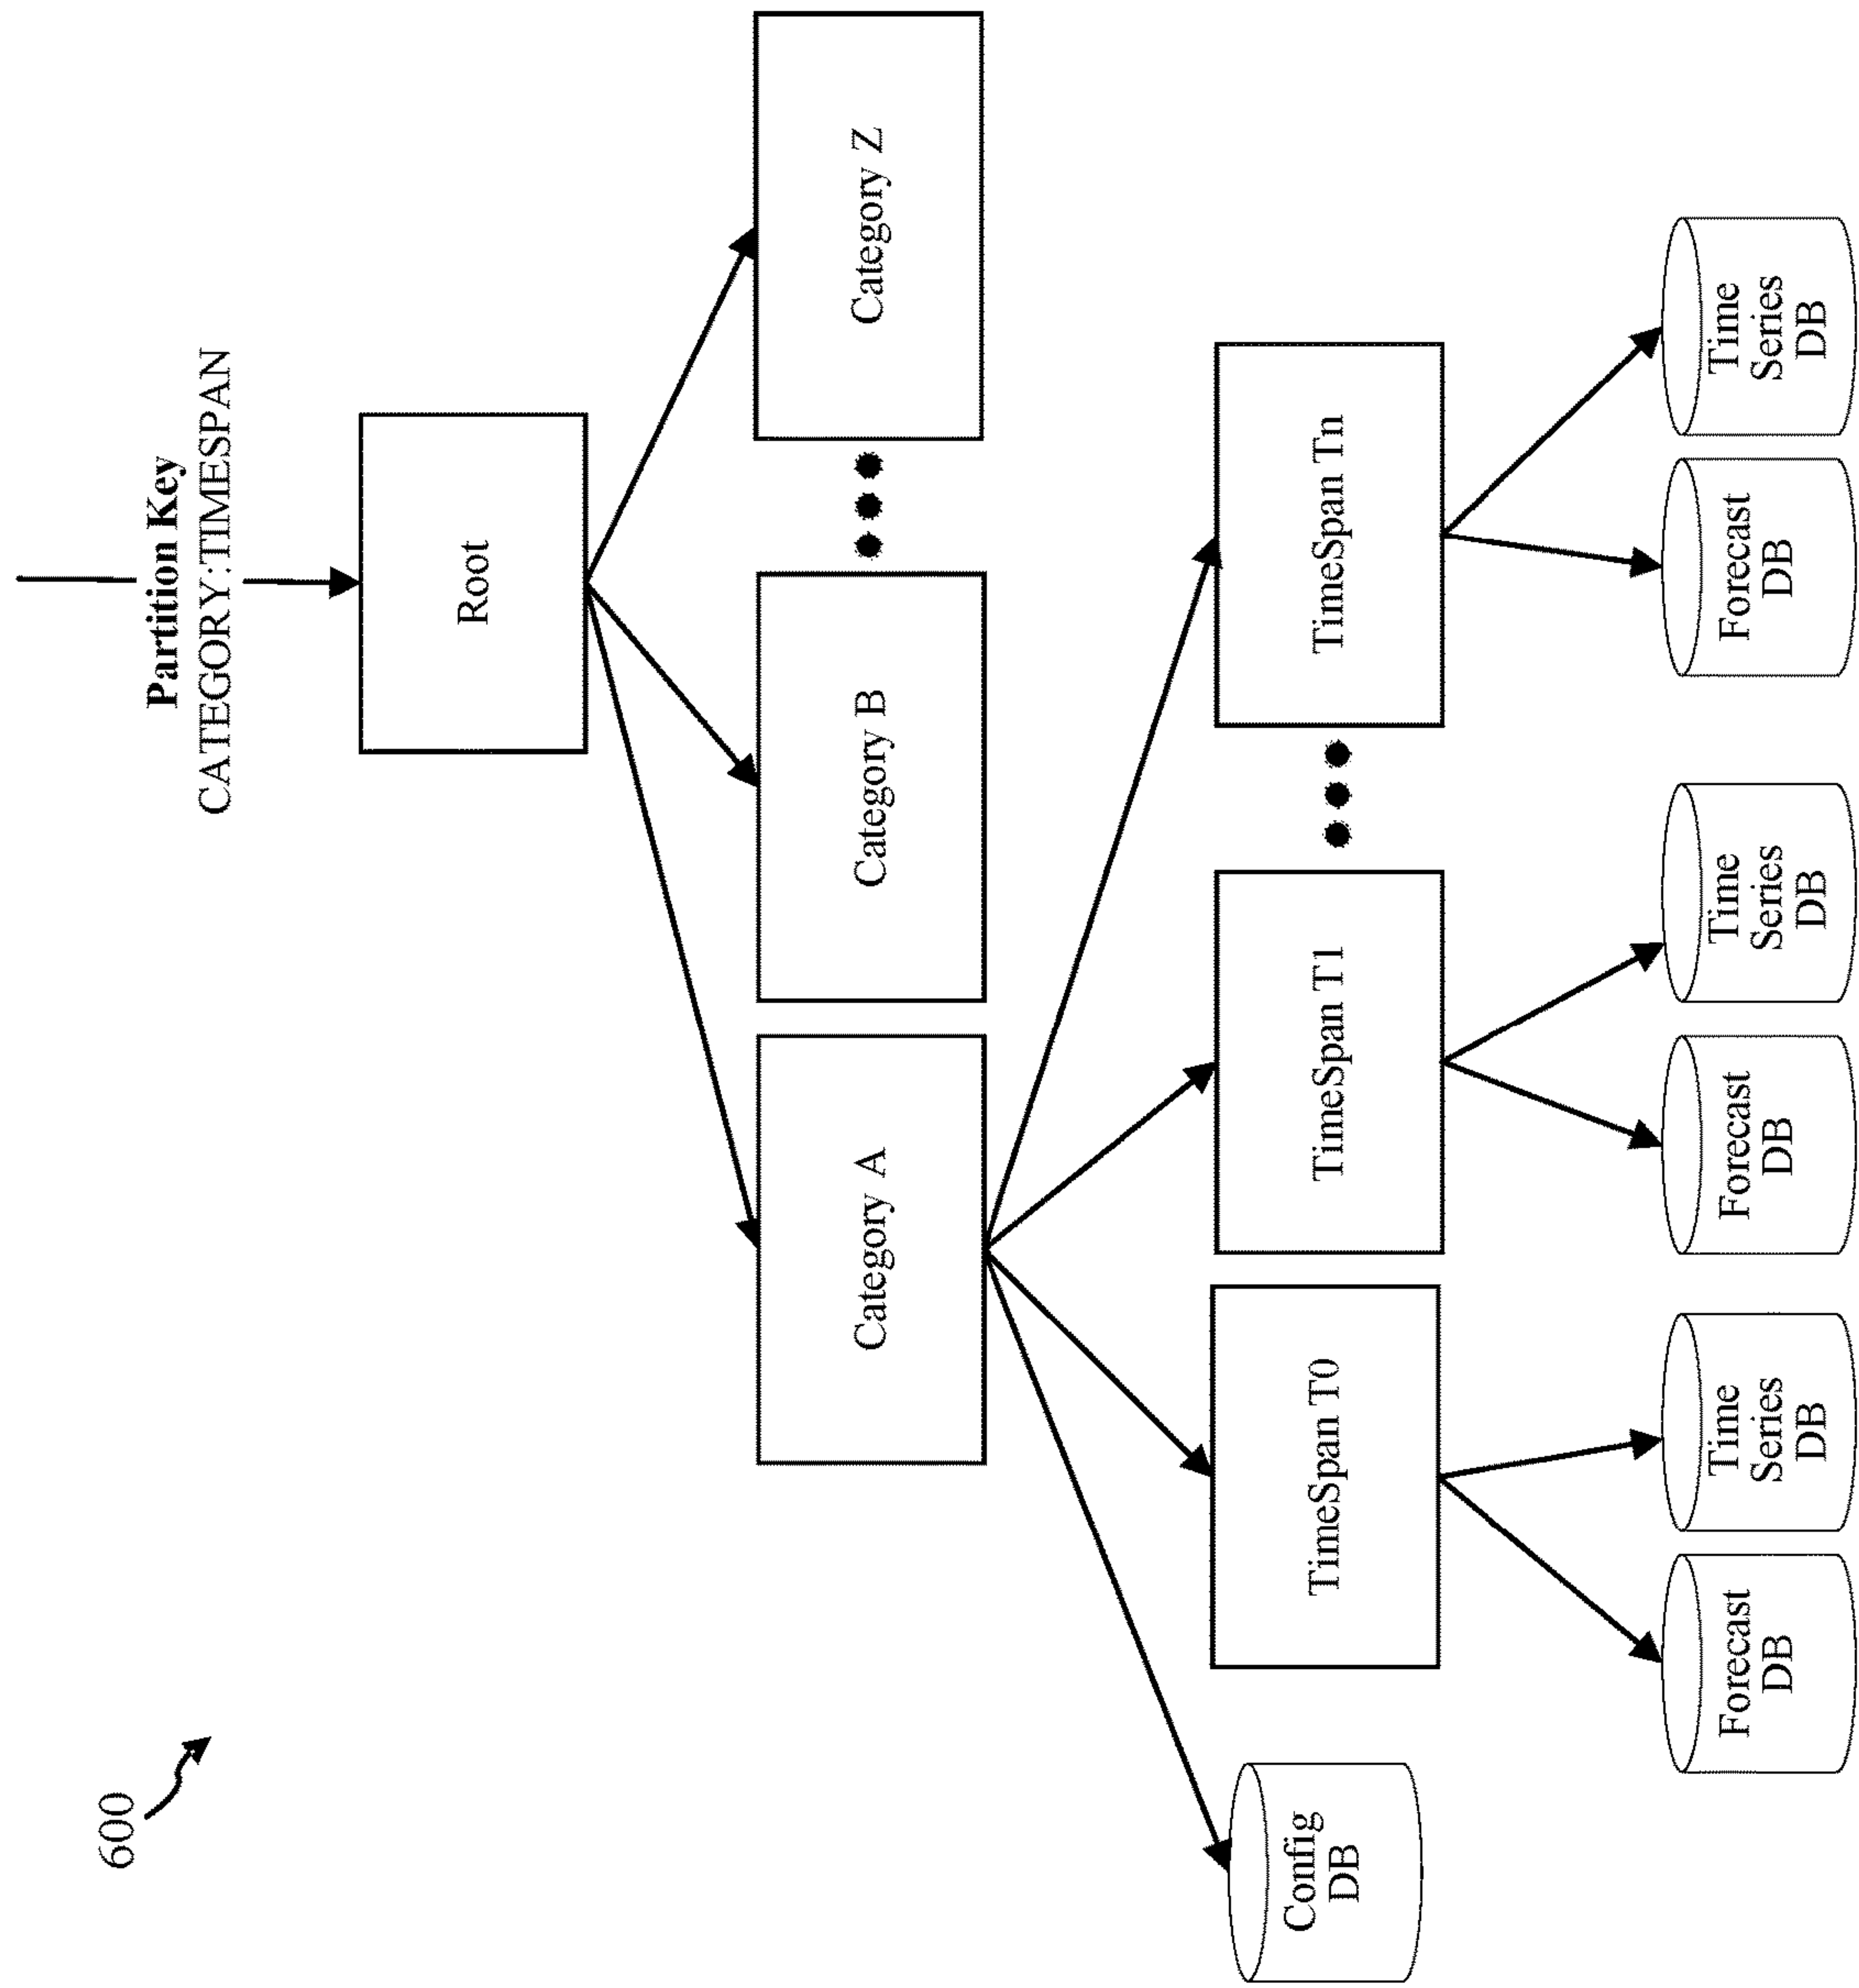 600
Partition Key
CATEGORY:TIMESPAN
Root
Category A
Category B
Category Z
Config
DB
TimeSpan T0
TimeSpan T1
TimeSpan Tn
Forecast
DB
Time
Series
DB
Forecast
DB
Time
Series
DB
Forecast
DB
Time
Series
DB